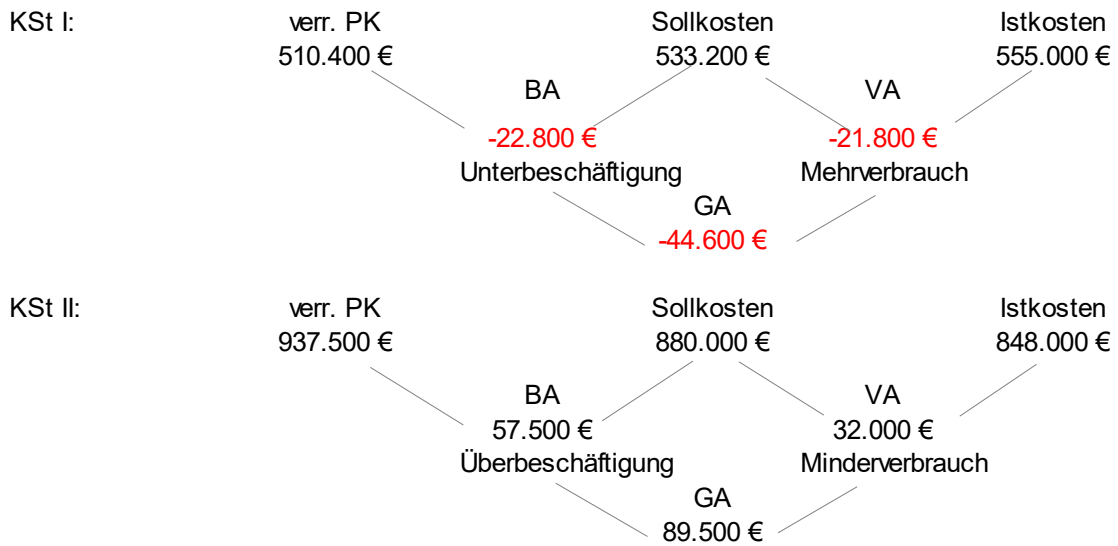 KSt I: verr. PK Sollkosten Istkosten
510.400 € 533.200 € 555.000 €
BA VA
-22.800 € -21.800 €
Unterbeschäftigung Mehrverbrauch
GA
-44.600 €
KSt II: verr. PK Sollkosten Istkosten
937.500 € 880.000 € 848.000 €
BA VA
57.500 € 32.000 €
Überbeschäftigung Minderverbrauch
GA
89.500 €